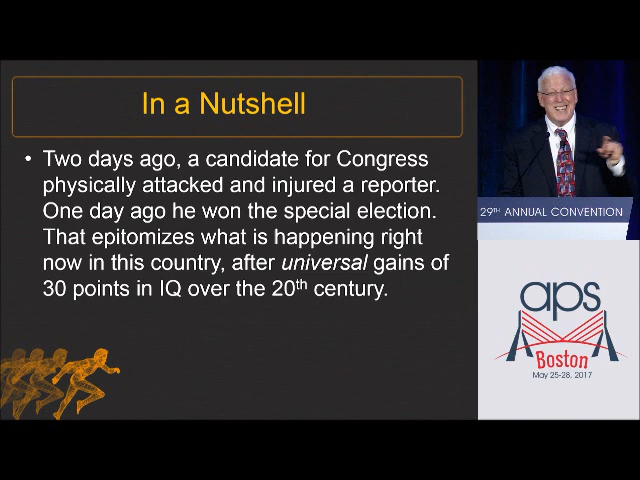 In a Nutshell
• Two days ago, a candidate for Congress
physically attacked and injured a reporter.
One day ago he won the special election.
That epitomizes what is happening right
now in this country, after universal gains of
30 points in IQ over the 20th century.
29TH ANNUAL CONVENTION
aps
Boston
May 25-28, 2017